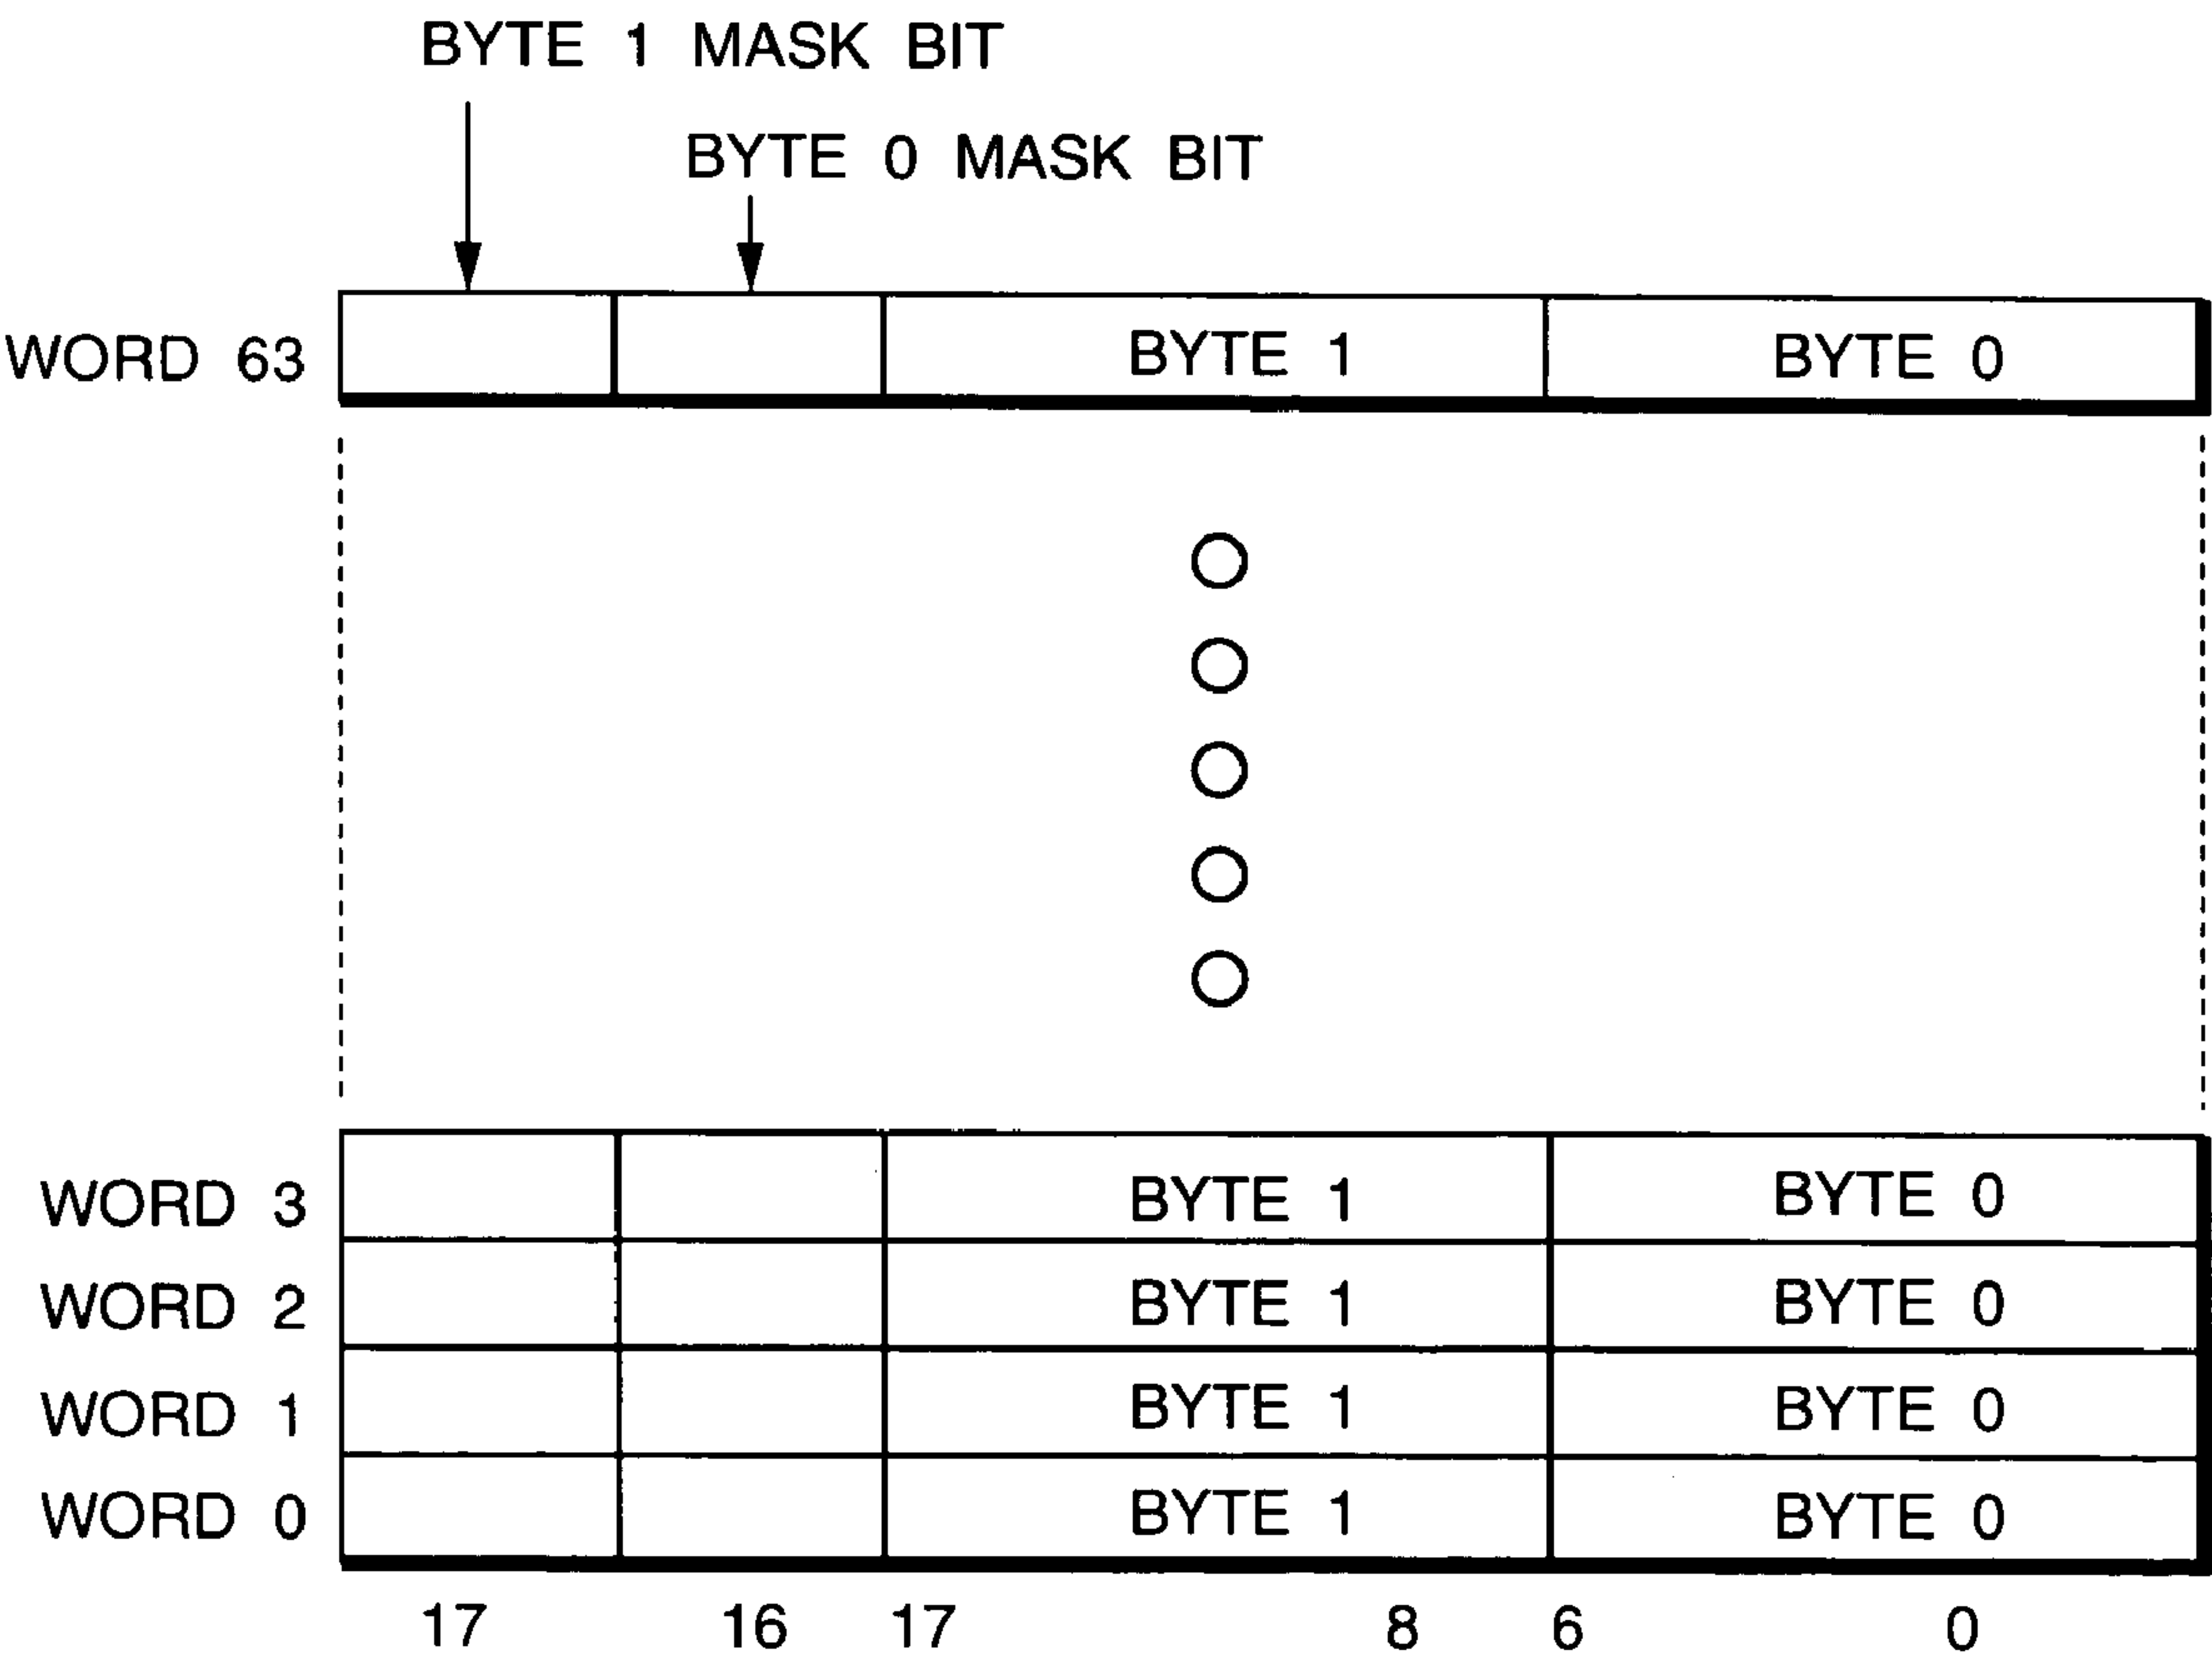 BYTE 1 MASK BIT
BYTE 0 MASK BIT
WORD 63 BYTE 1 BYTE 0
WORD 3 BYTE 1 BYTE 0
WORD 2 BYTE 1 BYTE 0
WORD 1 BYTE 1 BYTE 0
WORD 0 BYTE 1 BYTE 0
17 16 17 8 6 0